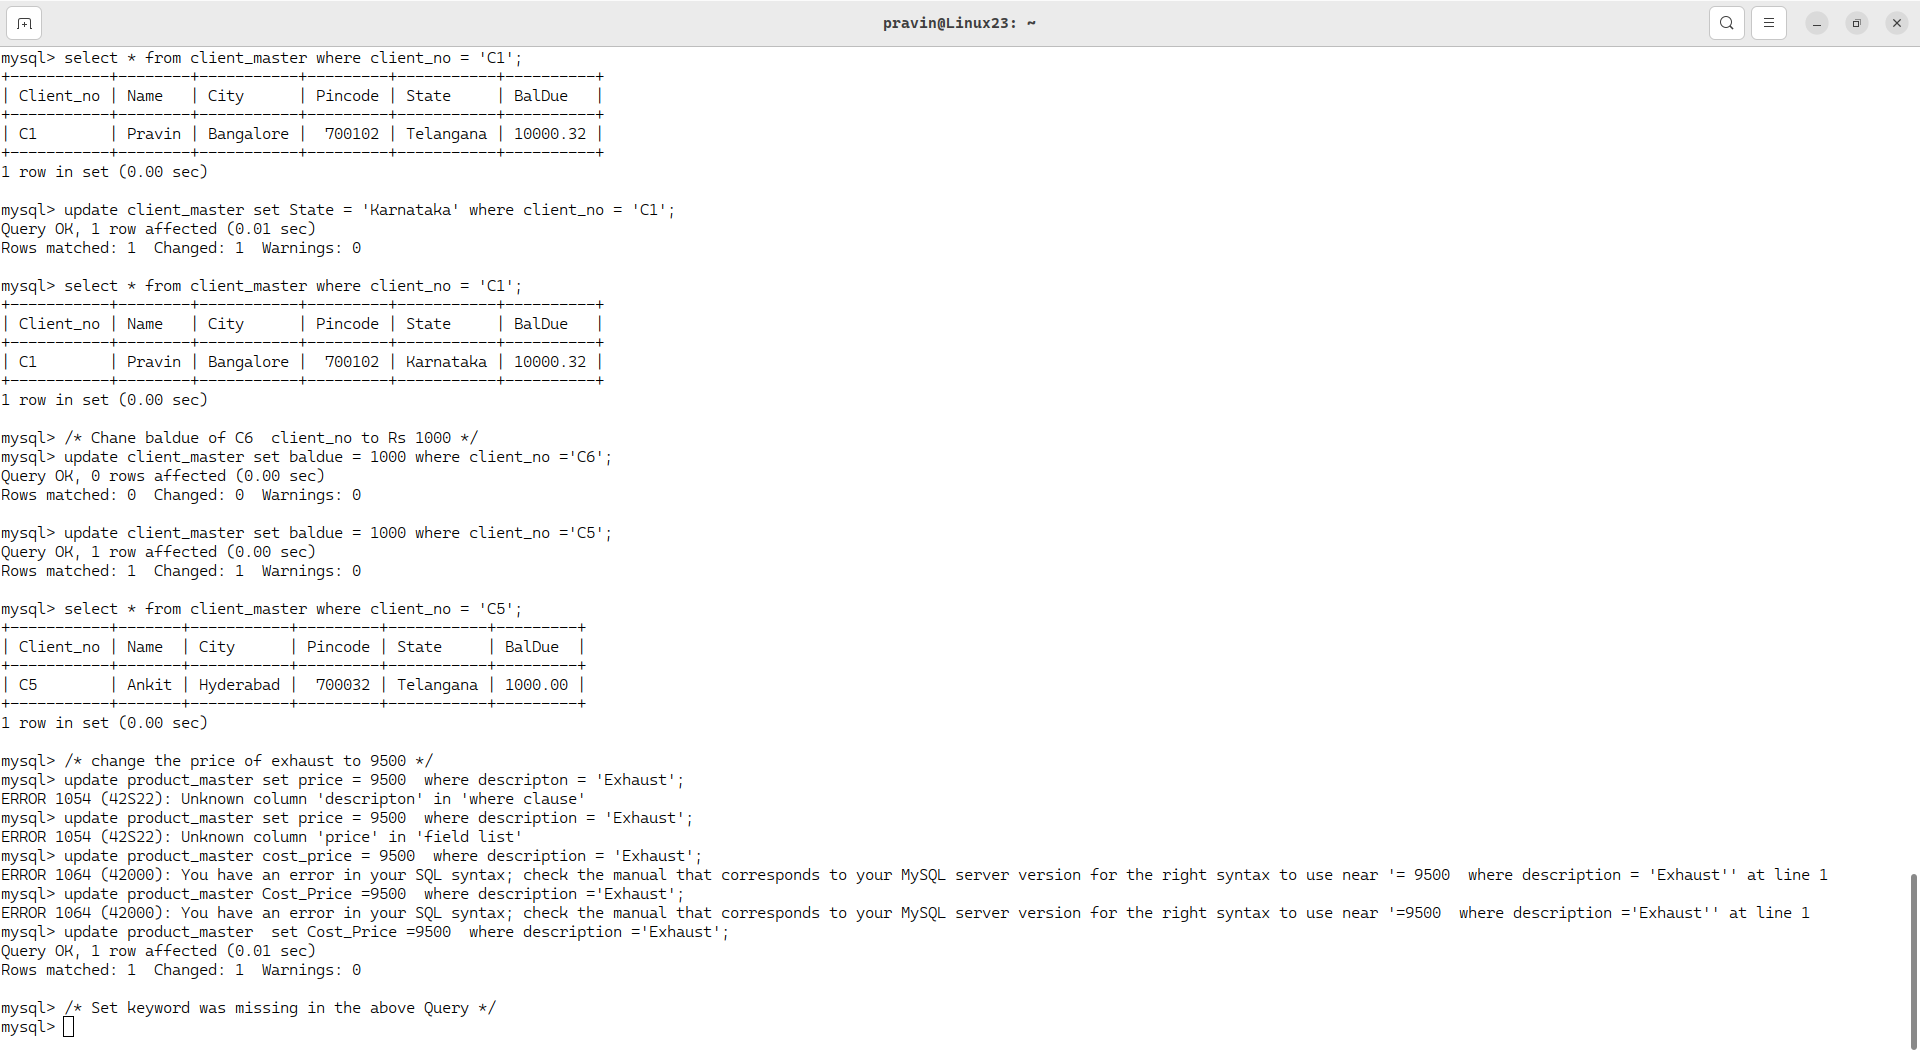 pravin@Linux23: ~
mysql> select * from client_master where client_no = 'C1';
+-----------+--------+-----------+---------+-----------+----------+
| Client_no | Name   | City      | Pincode | State     | BalDue   |
+-----------+--------+-----------+---------+-----------+----------+
| C1        | Pravin | Bangalore |  700102 | Telangana | 10000.32 |
+-----------+--------+-----------+---------+-----------+----------+
1 row in set (0.00 sec)
mysql> update client_master set State = 'Karnataka' where client_no = 'C1';
Query OK, 1 row affected (0.01 sec)
Rows matched: 1  Changed: 1  Warnings: 0
mysql> select * from client_master where client_no = 'C1';
+-----------+--------+-----------+---------+-----------+----------+
| Client_no | Name   | City      | Pincode | State     | BalDue   |
+-----------+--------+-----------+---------+-----------+----------+
| C1        | Pravin | Bangalore |  700102 | Karnataka | 10000.32 |
+-----------+--------+-----------+---------+-----------+----------+
1 row in set (0.00 sec)
mysql> /* Chane baldue of C6  client_no to Rs 1000 */
mysql> update client_master set baldue = 1000 where client_no ='C6';
Query OK, 0 rows affected (0.00 sec)
Rows matched: 0  Changed: 0  Warnings: 0
mysql> update client_master set baldue = 1000 where client_no ='C5';
Query OK, 1 row affected (0.00 sec)
Rows matched: 1  Changed: 1  Warnings: 0
mysql> select * from client_master where client_no = 'C5';
+-----------+-------+-----------+---------+-----------+---------+
| Client_no | Name  | City      | Pincode | State     | BalDue  |
+-----------+-------+-----------+---------+-----------+---------+
| C5        | Ankit | Hyderabad |  700032 | Telangana | 1000.00 |
+-----------+-------+-----------+---------+-----------+---------+
1 row in set (0.00 sec)
mysql> /* change the price of exhaust to 9500 */
mysql> update product_master set price = 9500  where descripton = 'Exhaust';
ERROR 1054 (42S22): Unknown column 'descripton' in 'where clause'
mysql> update product_master set price = 9500  where description = 'Exhaust';
ERROR 1054 (42S22): Unknown column 'price' in 'field list'
mysql> update product_master cost_price = 9500  where description = 'Exhaust';
ERROR 1064 (42000): You have an error in your SQL syntax; check the manual that corresponds to your MySQL server version for the right syntax to use near '= 9500  where description = 'Exhaust'' at line 1
mysql> update product_master Cost_Price =9500  where description ='Exhaust';
ERROR 1064 (42000): You have an error in your SQL syntax; check the manual that corresponds to your MySQL server version for the right syntax to use near '=9500  where description ='Exhaust'' at line 1
mysql> update product_master  set Cost_Price =9500  where description ='Exhaust';
Query OK, 1 row affected (0.01 sec)
Rows matched: 1  Changed: 1  Warnings: 0
mysql> /* Set keyword was missing in the above Query */
mysql>